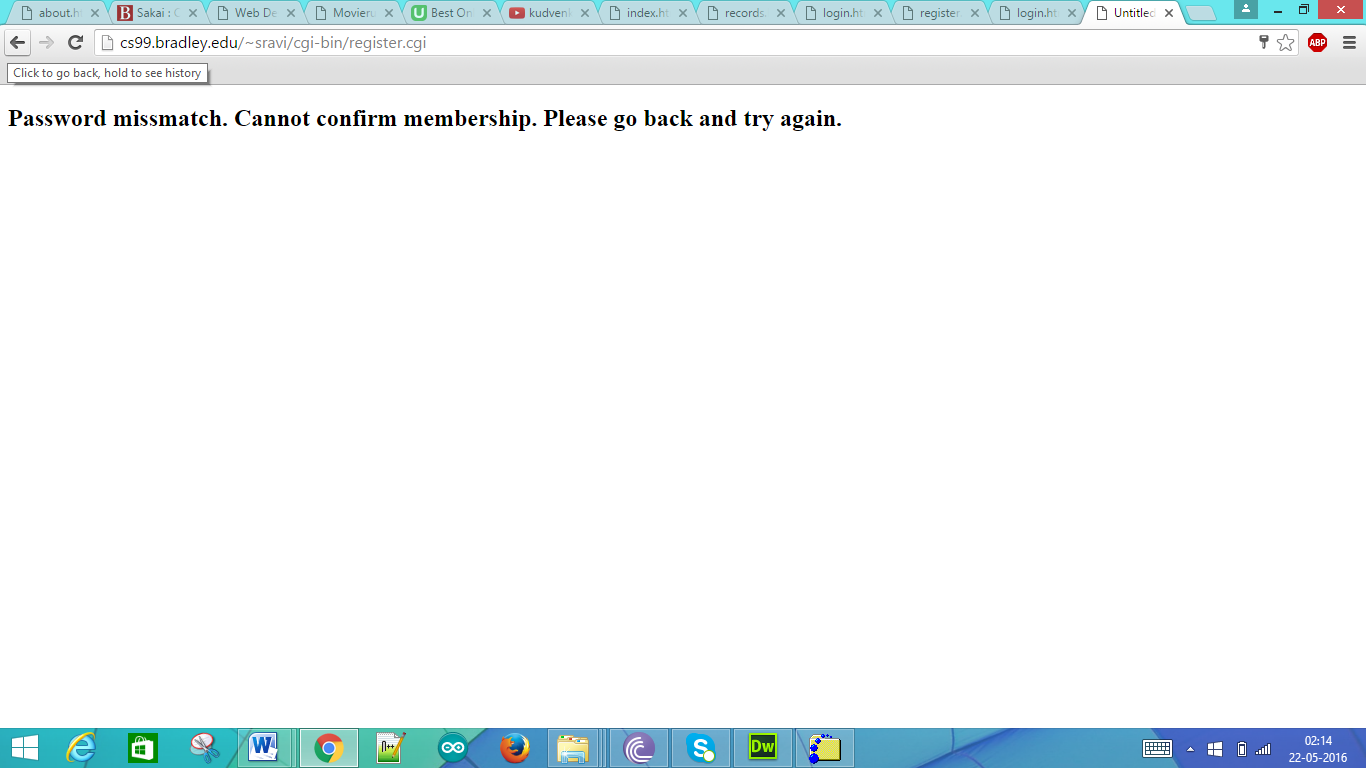 about.ht Sakai : C Web De Movieru Best On kudvenk index.ht records. login.ht register login.ht Untitled
cs99.bradley.edu/~sravi/cgi-bin/register.cgi ABP
Click to go back, hold to see history
Password missmatch. Cannot confirm membership. Please go back and try again.
02:14
22-05-2016